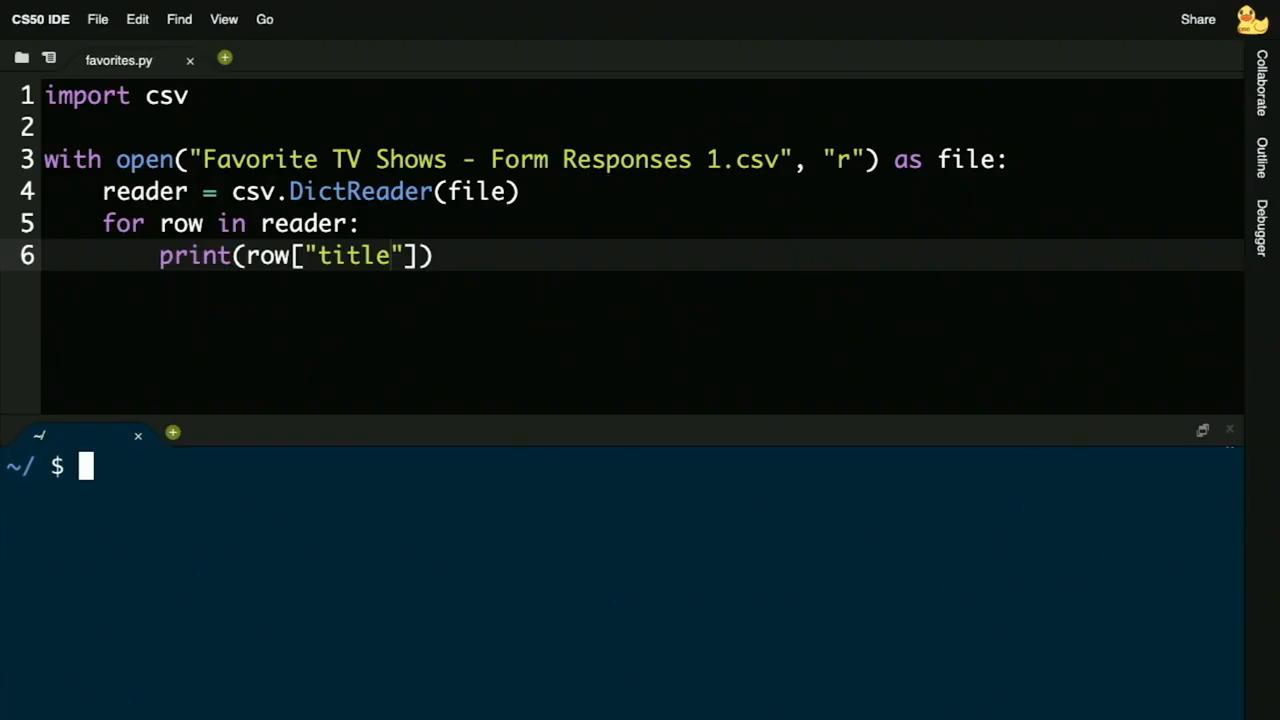 CS50 IDE File Edit Find View Go Share
favorites.py
1 import csv
2
3 with open("Favorite TV Shows - Form Responses 1.csv", "r") as file:
4     reader = csv.DictReader(file)
5     for row in reader:
6         print(row["title"])
~/
~/ $
Collaborate
Outline
Debugger